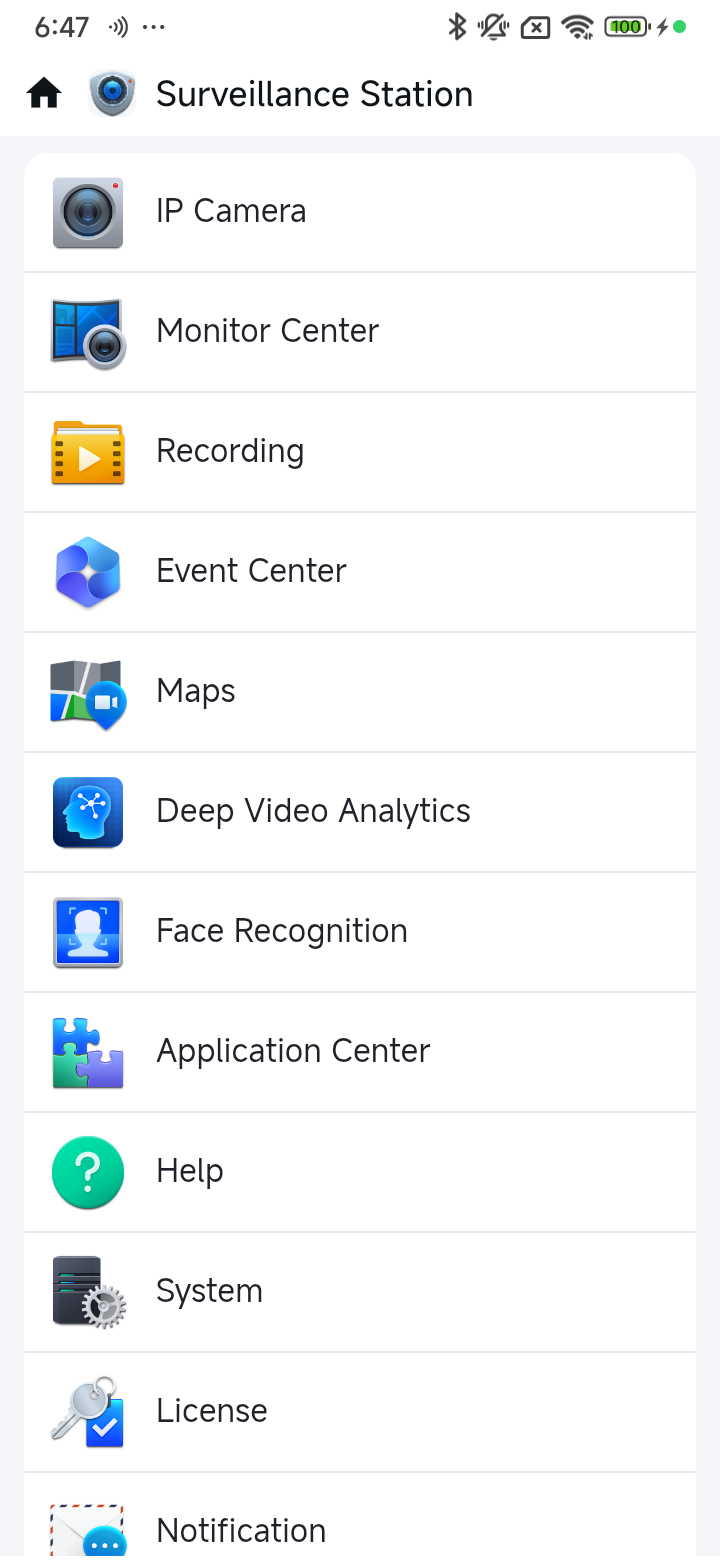 6:47
100
Surveillance Station
IP Camera
Monitor Center
Recording
Event Center
Maps
Deep Video Analytics
Face Recognition
Application Center
Help
System
License
Notification